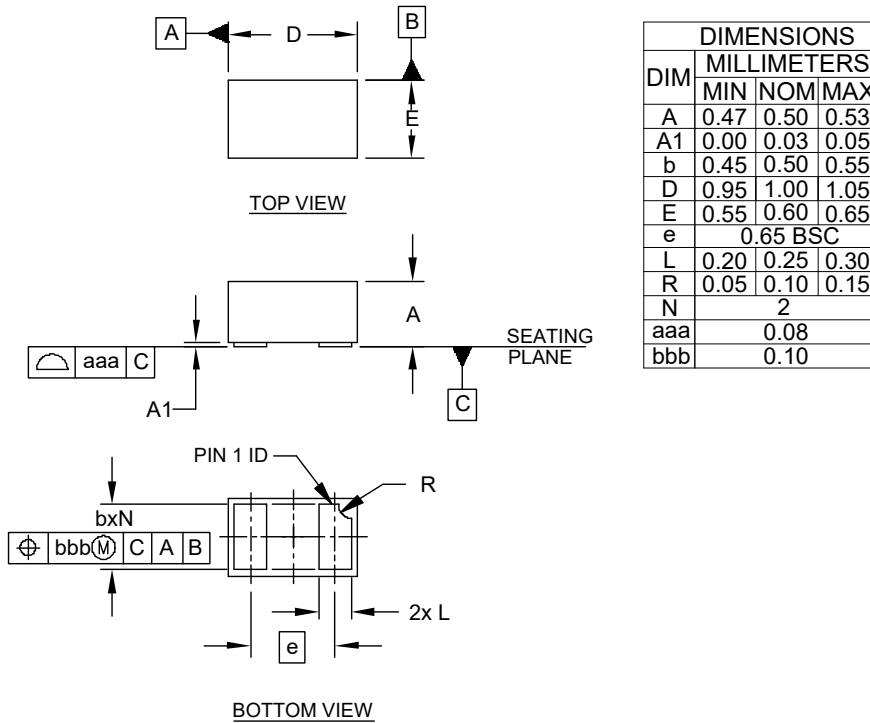 A
D
B
E
TOP VIEW
A
SEATING
PLANE
aaa C
A1
C
PIN 1 ID
R
bxN
bbb Ⓜ C A B
2x L
e
BOTTOM VIEW
DIMENSIONS
DIM MILLIMETERS
MIN NOM MAX
A 0.47 0.50 0.53
A1 0.00 0.03 0.05
b 0.45 0.50 0.55
D 0.95 1.00 1.05
E 0.55 0.60 0.65
e 0.65 BSC
L 0.20 0.25 0.30
R 0.05 0.10 0.15
N 2
aaa 0.08
bbb 0.10